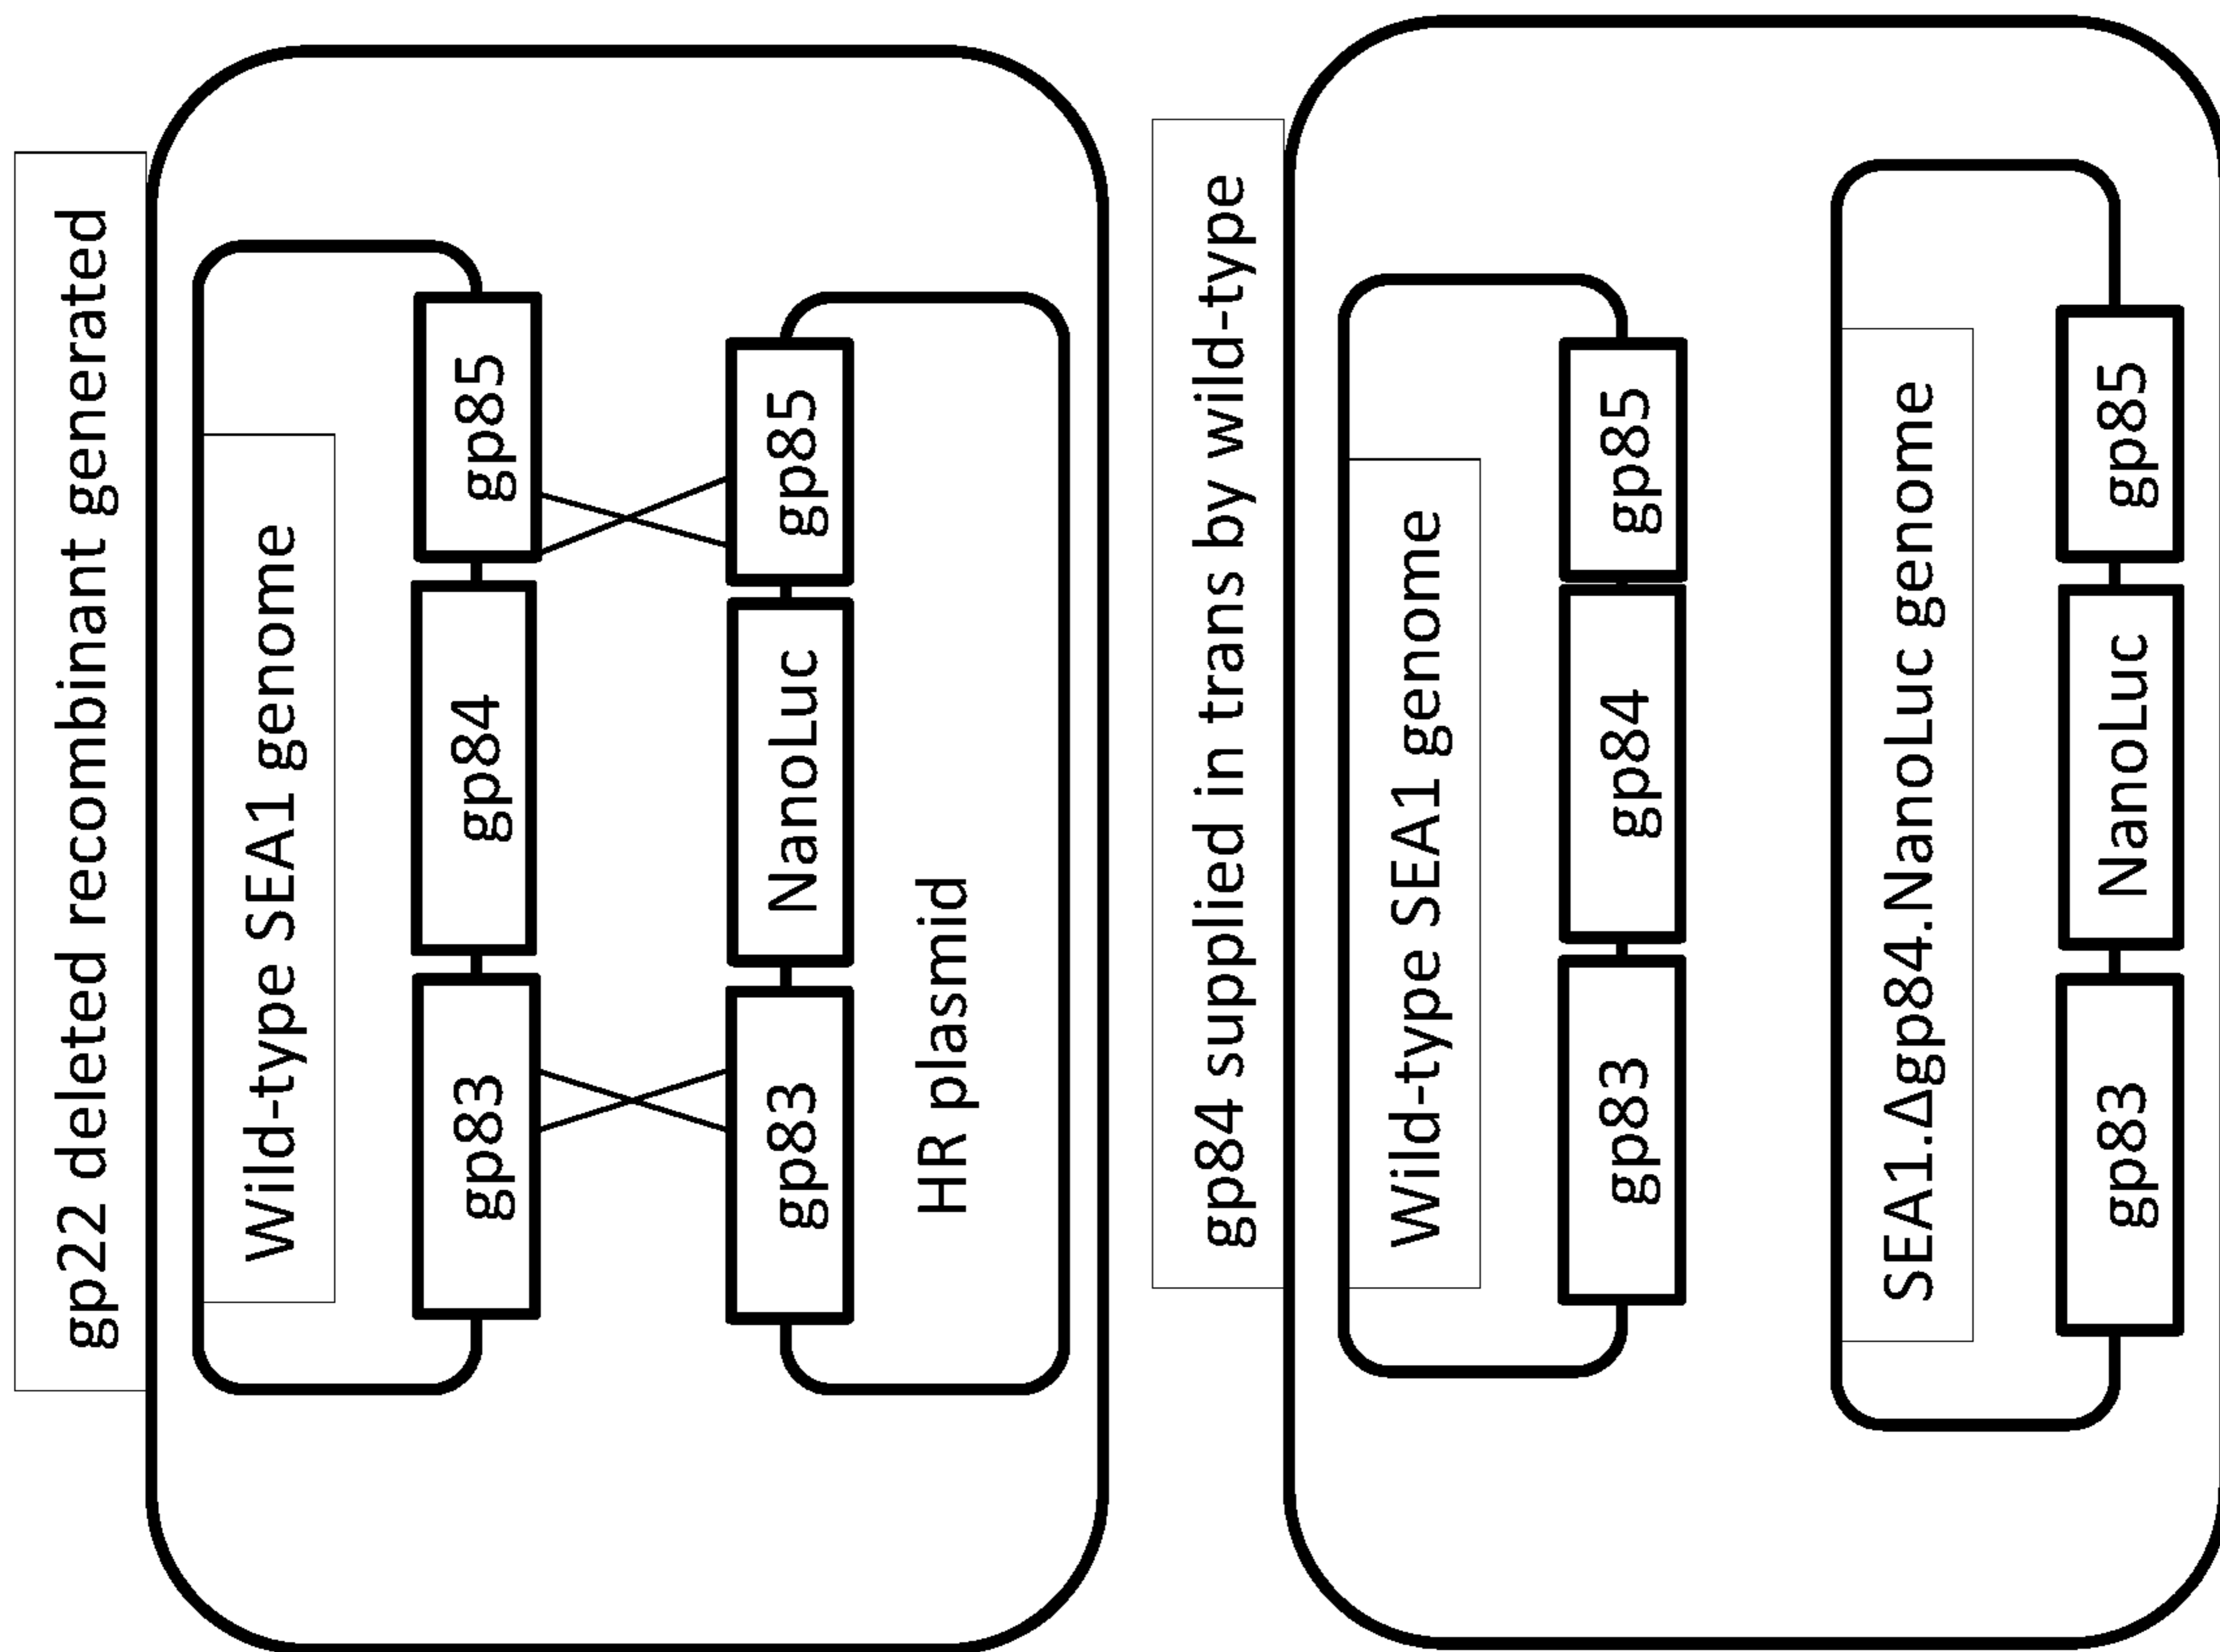 gp22 deleted recombinant generated
Wild-type SEA1 genome
gp83
gp84
gp85
gp83
NanoLuc
gp85
HR plasmid
gp84 supplied in trans by wild-type
Wild-type SEA1 genome
gp83
gp84
gp85
SEA1.Δgp84.NanoLuc genome
gp83
NanoLuc
gp85